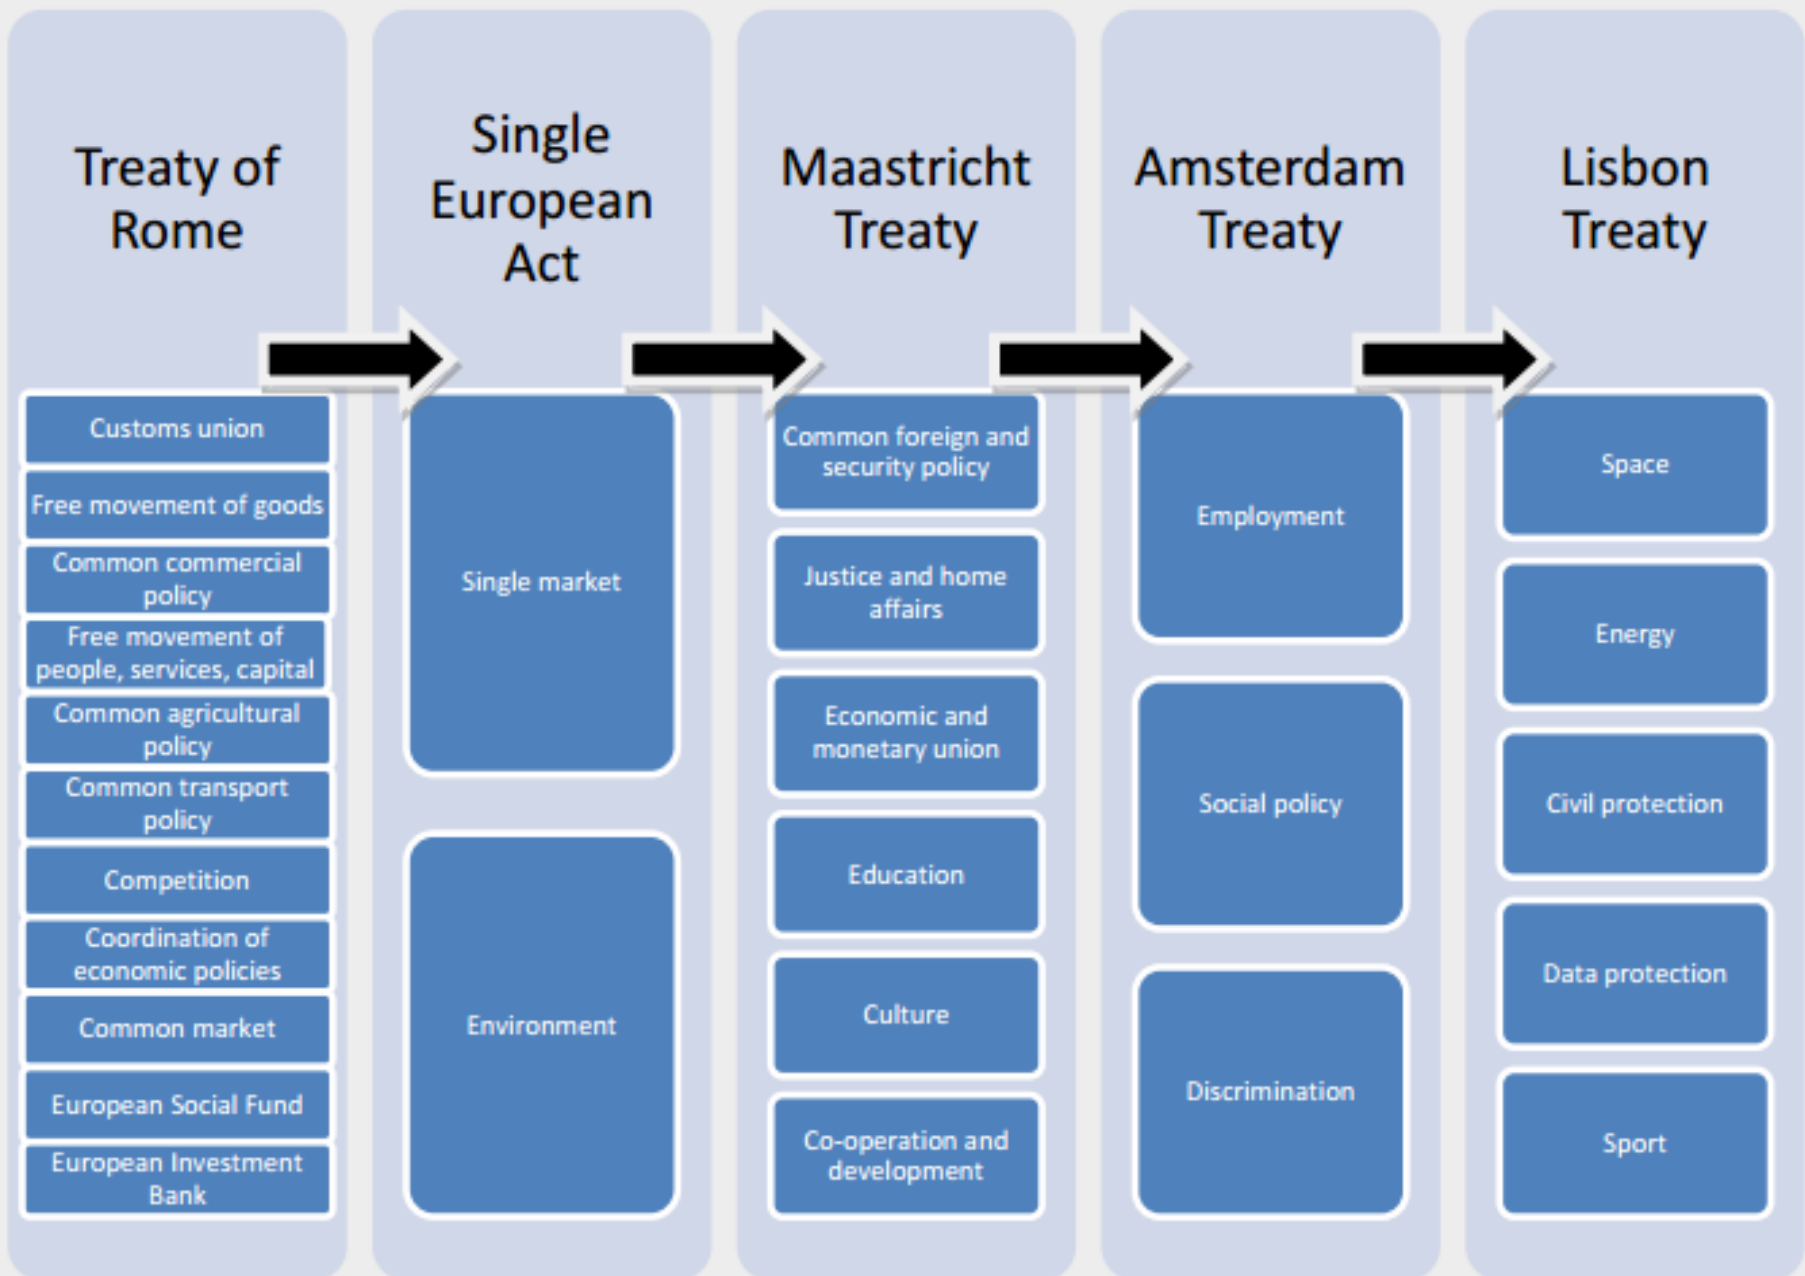 Treaty of
Rome
Customs union
Free movement of goods
Common commercial
policy
Free movement of
people, services, capital
Common agricultural
policy
Common transport
policy
Competition
Coordination of
economic policies
Common market
European Social Fund
European Investment
Bank
Single
European
Act
Single market
Environment
Maastricht
Treaty
Common foreign and
security policy
Justice and home
affairs
Economic and
monetary union
Education
Culture
Co-operation and
development
Amsterdam
Treaty
Employment
Social policy
Discrimination
Lisbon
Treaty
Space
Energy
Civil protection
Data protection
Sport